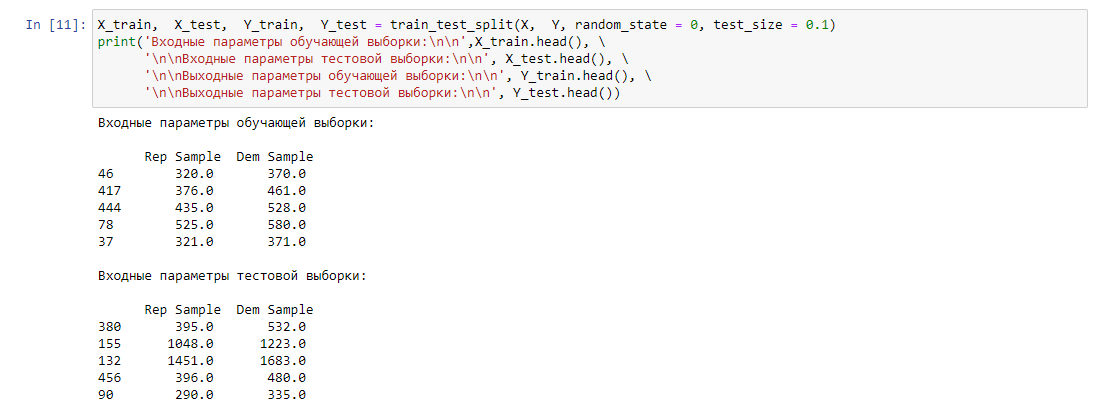 In [11]: X_train,  X_test,  Y_train,  Y_test = train_test_split(X,  Y, random_state = 0, test_size = 0.1)
print('Входные параметры обучающей выборки:\n\n',X_train.head(), \
'\n\nВходные параметры тестовой выборки:\n\n', X_test.head(), \
'\n\nВыходные параметры обучающей выборки:\n\n', Y_train.head(), \
'\n\nВыходные параметры тестовой выборки:\n\n', Y_test.head())
Входные параметры обучающей выборки:
Rep Sample  Dem Sample
46        320.0       370.0
417       376.0       461.0
444       435.0       528.0
78        525.0       580.0
37        321.0       371.0
Входные параметры тестовой выборки:
Rep Sample  Dem Sample
380       395.0       532.0
155      1048.0      1223.0
132      1451.0      1683.0
456       396.0       480.0
90        290.0       335.0